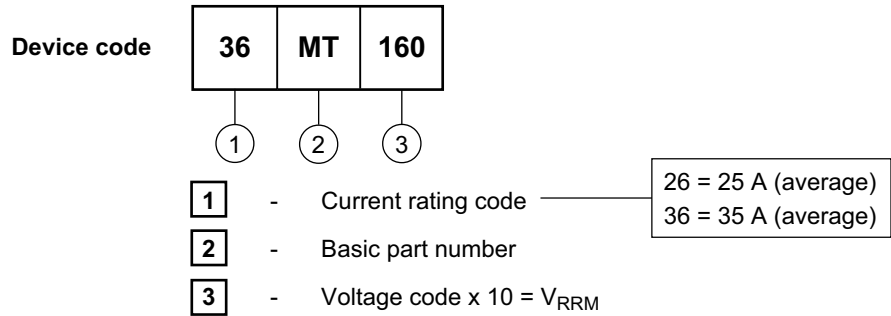 Device code 36 MT 160
1 2 3
1 - Current rating code
26 = 25 A (average)
36 = 35 A (average)
2 - Basic part number
3 - Voltage code x 10 = VRRM